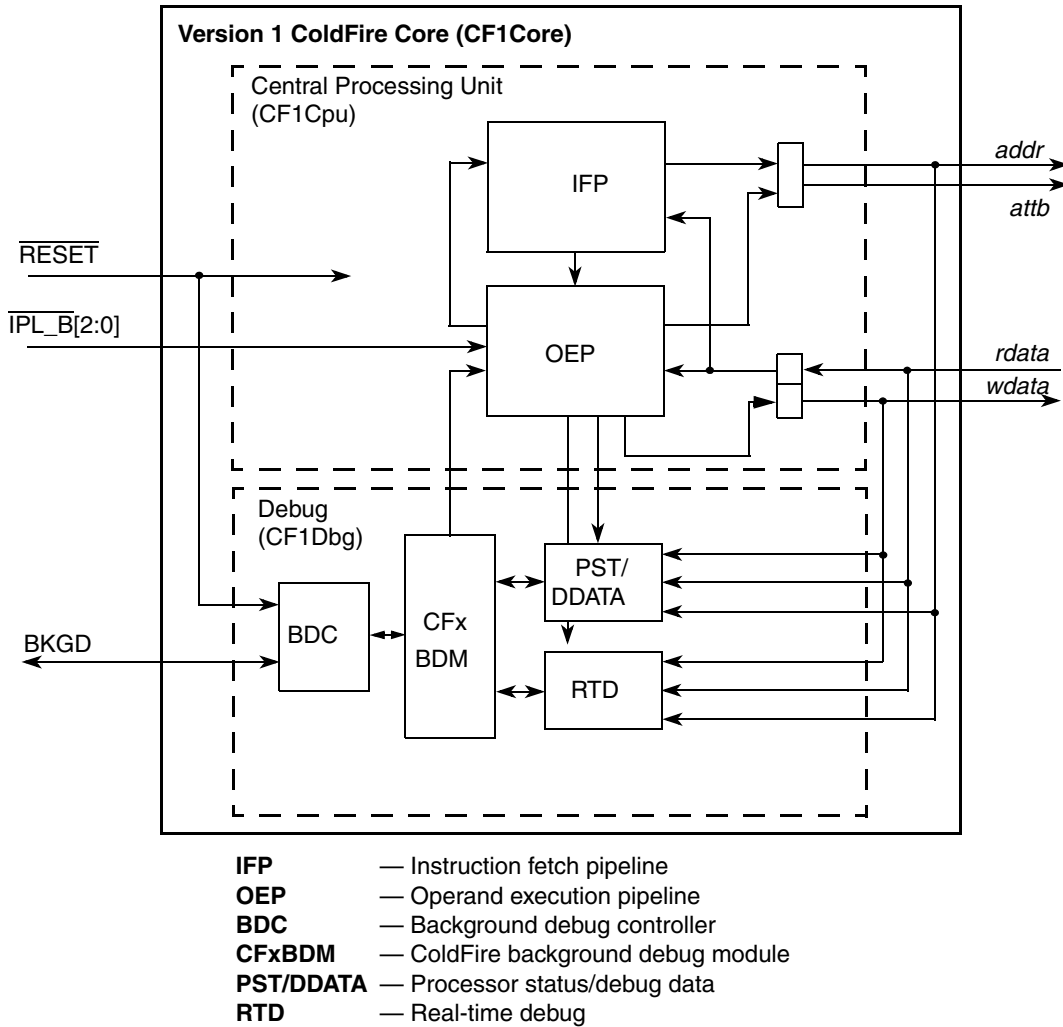 Version 1 ColdFire Core (CF1Core)
Central Processing Unit
(CF1Cpu)
IFP
addr
attb
RESET
IPL_B[2:0]
OEP
rdata
wdata
Debug
(CF1Dbg)
PST/
DDATA
CFx
BDM
BDC
BKGD
RTD
IFP — Instruction fetch pipeline
OEP — Operand execution pipeline
BDC — Background debug controller
CFxBDM — ColdFire background debug module
PST/DDATA — Processor status/debug data
RTD — Real-time debug